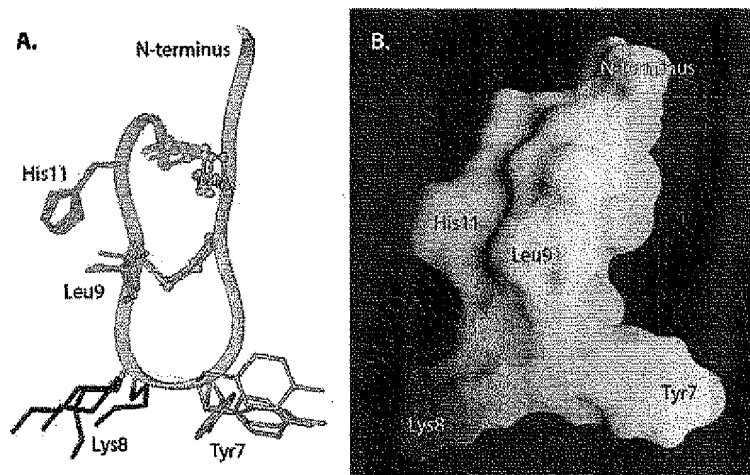 A.
N-terminus
His11
Leu9
Lys8
Tyr7
B.
N-terminus
His11
Leu9
Tyr7
Lys8